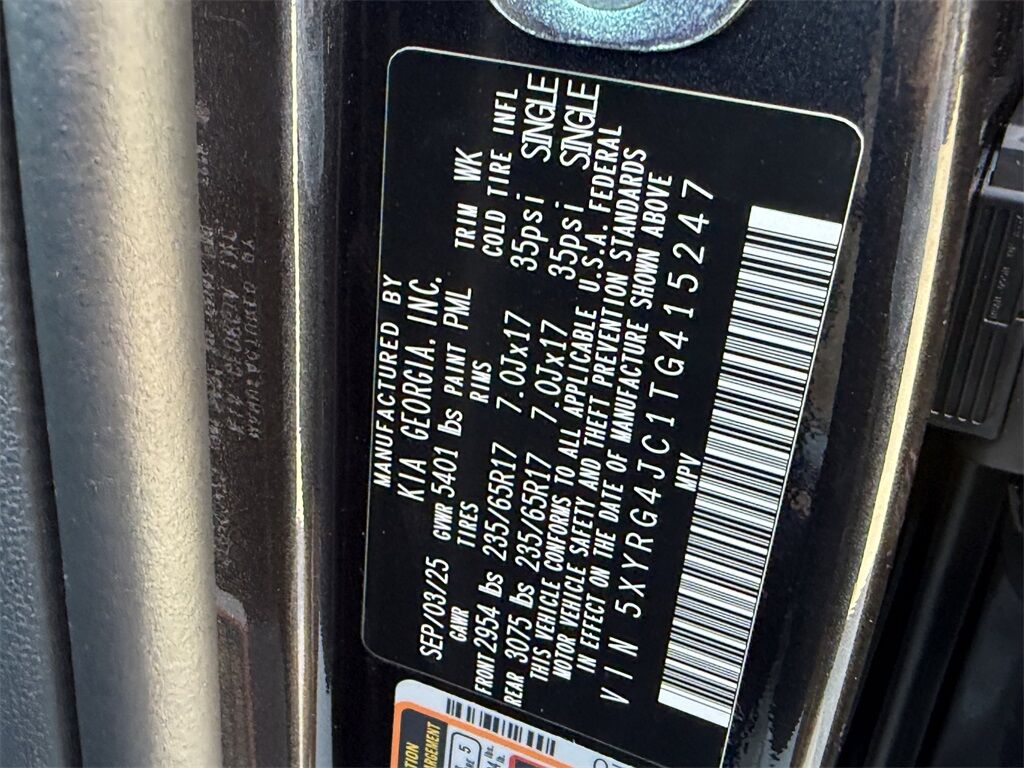 MANUFACTURED BY
KIA GEORGIA. INC.
SEP/03/25 GVWR 5401 lbs PAINT PML TRIM WK
GAWR TIRES RIMS COLD TIRE INFL
FRONT 2954 lbs 235/65R17 7.0Jx17 35psi SINGLE
REAR 3075 lbs 235/65R17 7.0Jx17 35psi SINGLE
THIS VEHICLE CONFORMS TO ALL APPLICABLE U.S.A. FEDERAL
MOTOR VEHICLE SAFETY AND THEFT PREVENTION STANDARDS
IN EFFECT ON THE DATE OF MANUFACTURE SHOWN ABOVE
VIN 5XYRG4JC1TG415247
MPV
5